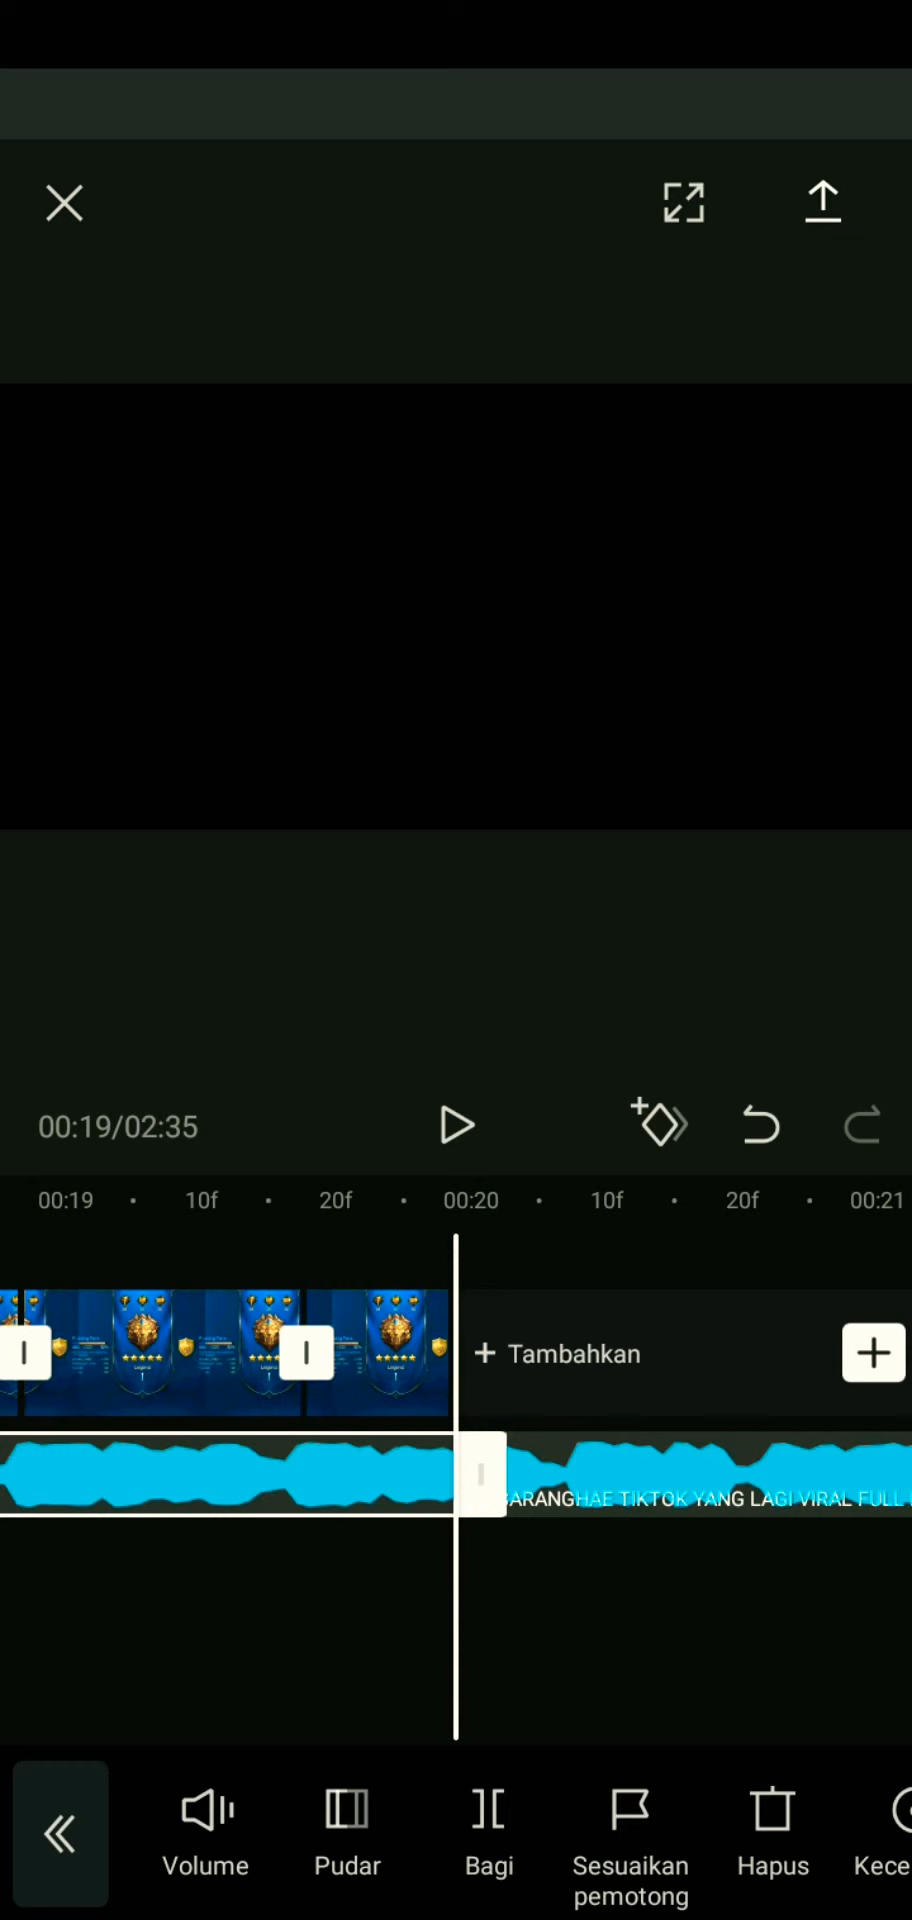 00:19/02:35
00:19 10f 20f 00:20 10f 20f 00:21
Tambahkan
ARANGHAE TIKTOK YANG LAGI VIRAL FULL
Volume
Pudar
Bagi
Sesuaikan
pemotong
Hapus
Kece